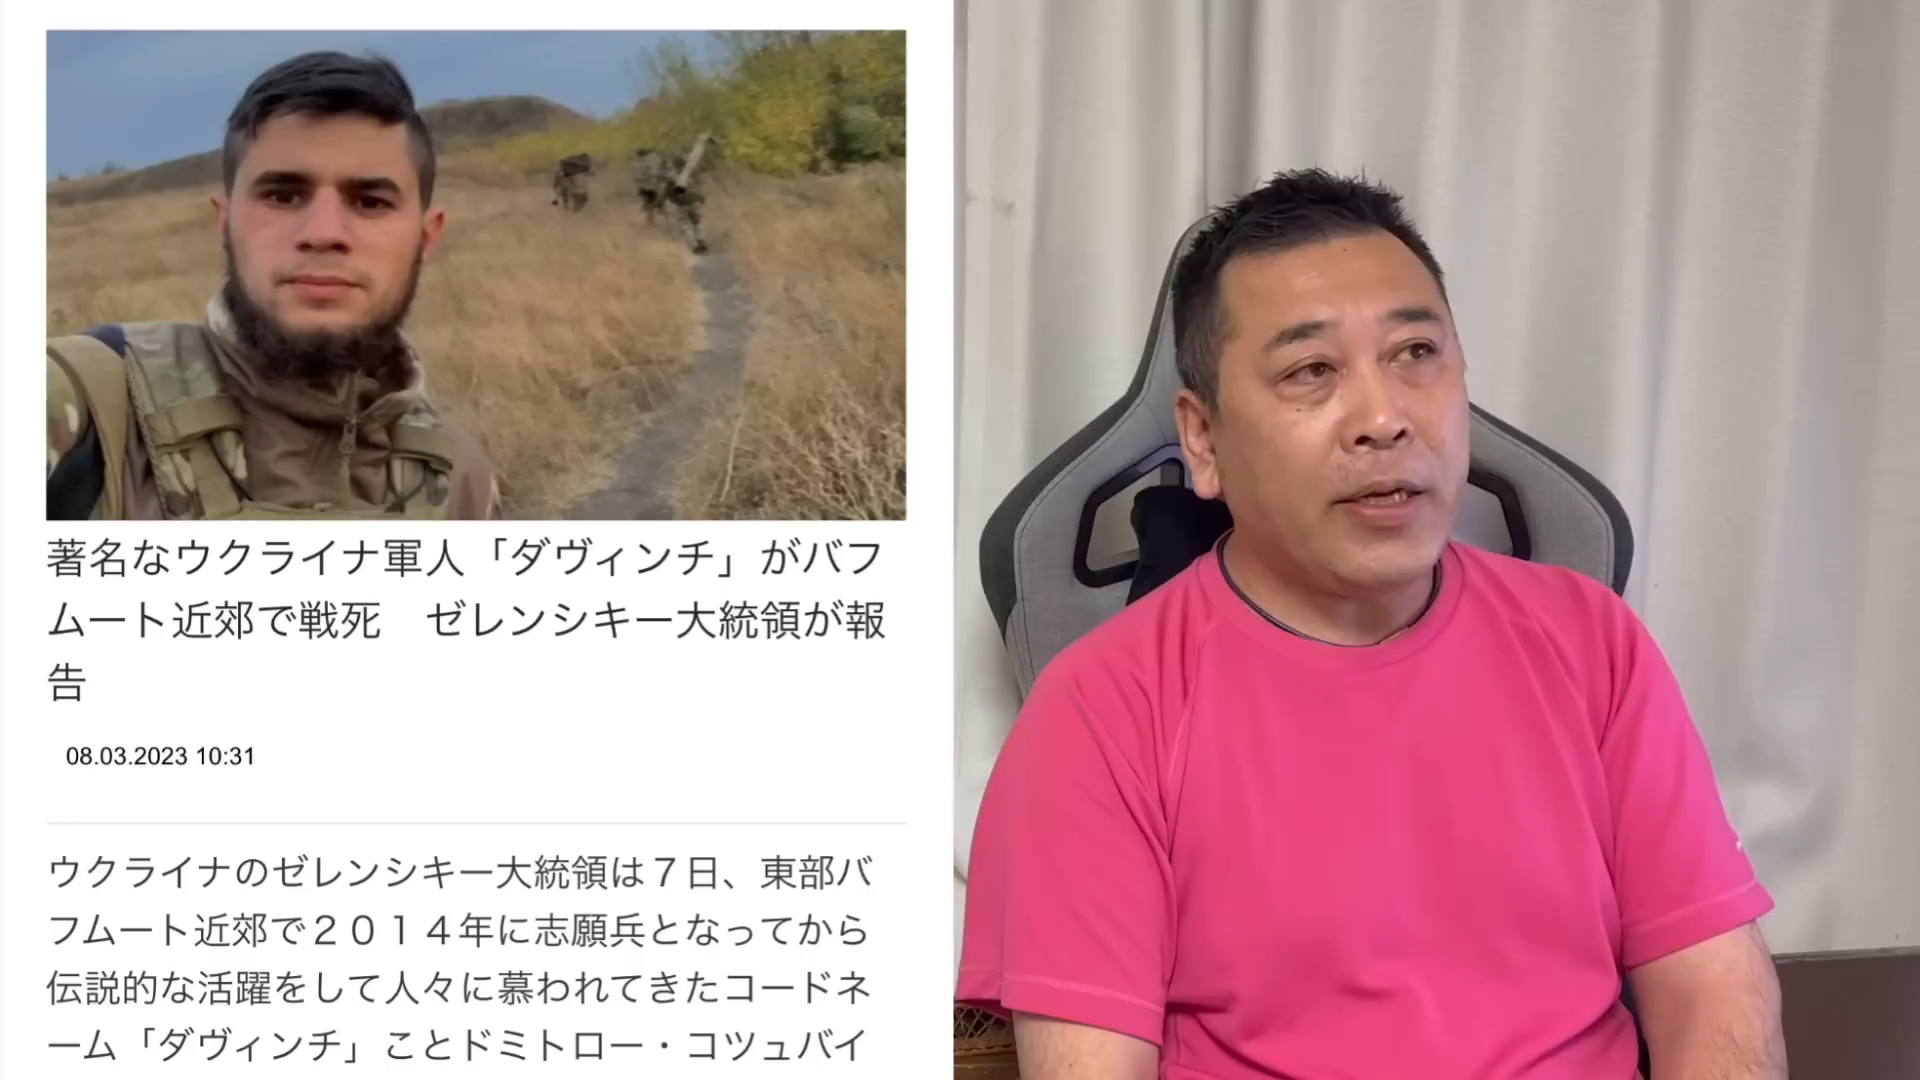 著名なウクライナ軍人「ダヴィンチ」がバフ
ムート近郊で戦死　ゼレンシキー大統領が報
告
08.03.2023 10:31
ウクライナのゼレンシキー大統領は７日、東部バ
フムート近郊で２０１４年に志願兵となってから
伝説的な活躍をして人々に慕われてきたコードネ
ーム「ダヴィンチ」ことドミトロー・コツュバイ